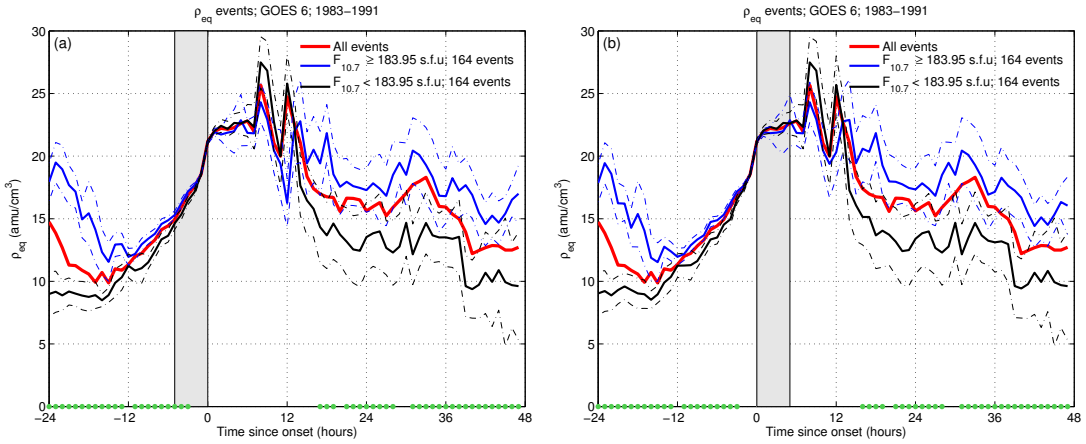 ρeq events; GOES 6; 1983−1991
(a)
All events
F10.7 ≥ 183.95 s.f.u; 164 events
F10.7 < 183.95 s.f.u; 164 events
30
25
20
15
10
5
0
ρeq (amu/cm3)
−24 −12 0 12 24 36 48
Time since onset (hours)
ρeq events; GOES 6; 1983−1991
(b)
All events
F10.7 ≥ 183.95 s.f.u; 164 events
F10.7 < 183.95 s.f.u; 164 events
30
25
20
15
10
5
0
ρeq (amu/cm3)
−24 −12 0 12 24 36 48
Time since onset (hours)